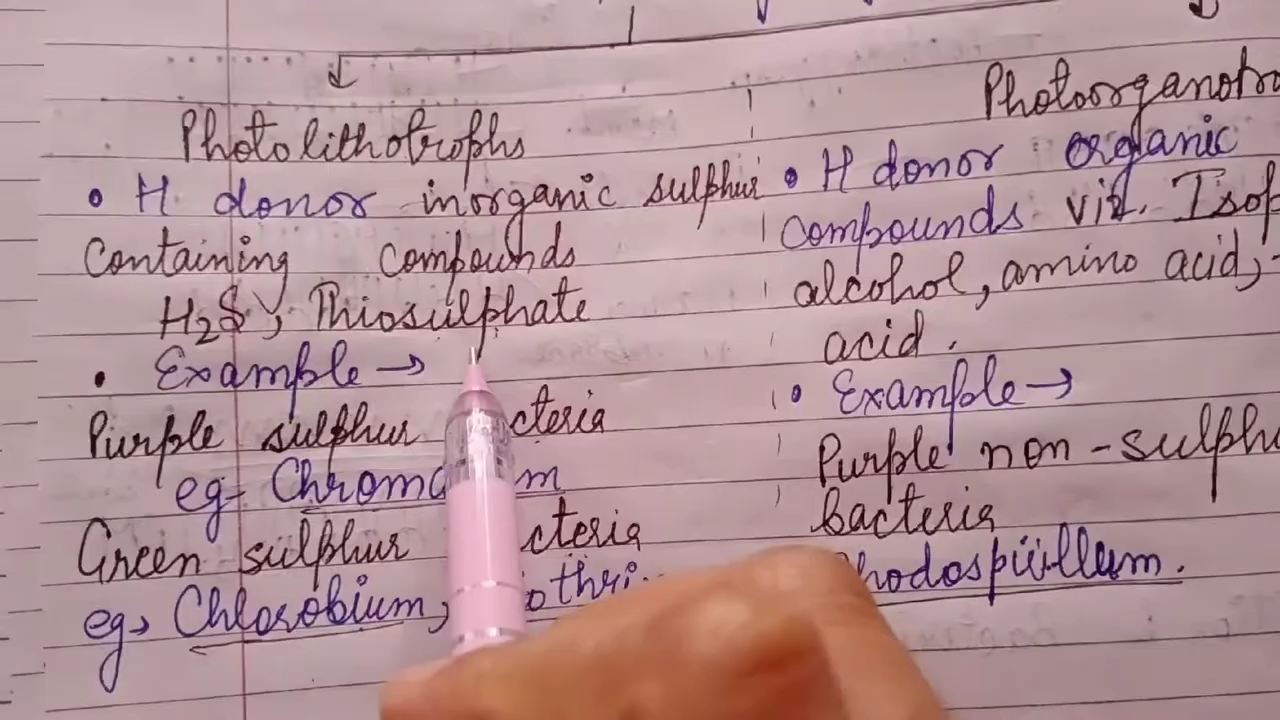 Photolithotrophs
• H donor inorganic sulphur
containing compounds
H2S, Thiosulphate
• Example →
Purple sulphur
eg-
Green sulphur
eg, Chlorobium,
Photoorganotro
• H donor organic
compounds viz. Isop
alcohol, amino acid,
acid.
• Example →
Purple non-sulphu
bacteria